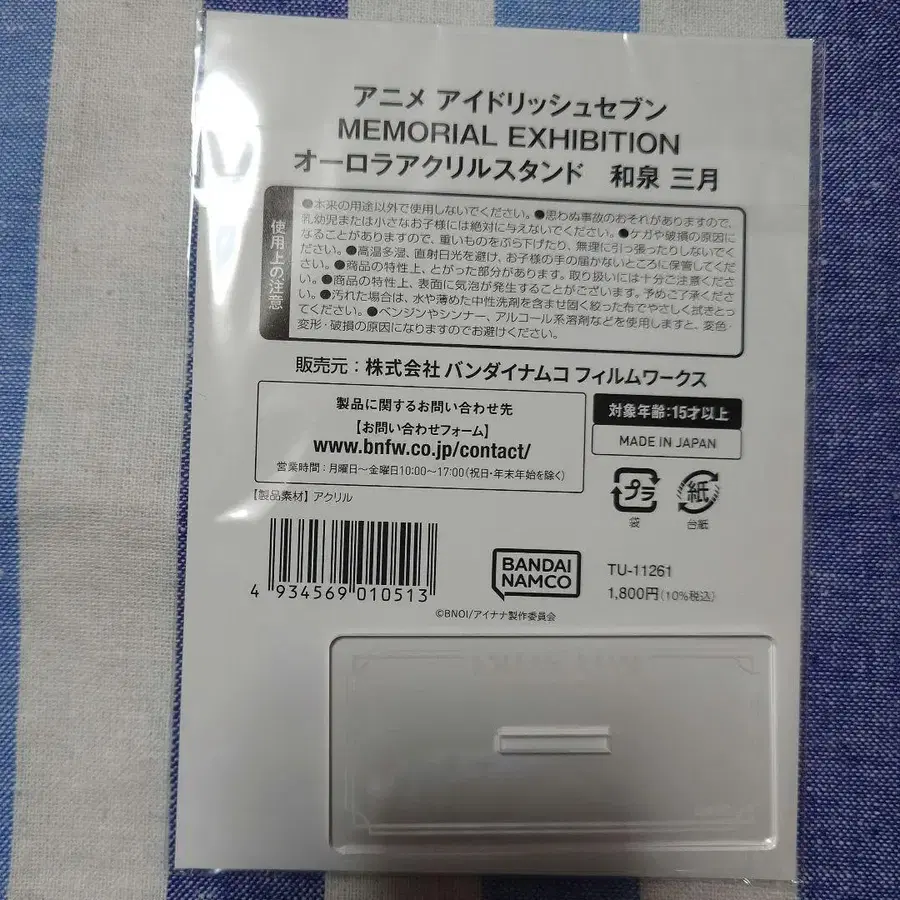 アニメ アイドリッシュセブン
MEMORIAL EXHIBITION
オーロラアクリルスタンド 和泉 三月
使用上の注意
●本来の用途以外で使用しないでください。●思わぬ事故のおそれがありますので、
乳幼児または小さなお子様には絶対に与えないでください。●ケガや破損の原因に
なることがありますので、重いものをぶら下げたり、無理に引っ張ったりしないでく
ださい。●高温多湿、直射日光を避け、お子様の手の届かないところに保管してくだ
さい。●商品の特性上、とがった部分があります。取り扱いには十分ご注意くださ
い。●商品の特性上、表面に気泡が発生することがございます。予めご了承くださ
い。●汚れた場合は、水や薄めた中性洗剤を含ませ固く絞った布でやさしく拭きとっ
てください。●ベンジンやシンナー、アルコール系溶剤などを使用しますと、変色・
変形・破損の原因になりますのでお避けください。
販売元：株式会社 バンダイナムコ フィルムワークス
製品に関するお問い合わせ先
【お問い合わせフォーム】
www.bnfw.co.jp/contact/
営業時間：月曜日〜金曜日10:00〜17:00(祝日・年末年始を除く)
対象年齢:15才以上
MADE IN JAPAN
プラ
袋
紙
台紙
【製品素材】アクリル
4 934569 010513
BANDAI
NAMCO
TU-11261
1,800円(10%税込)
©BNOI/アイナナ製作委員会